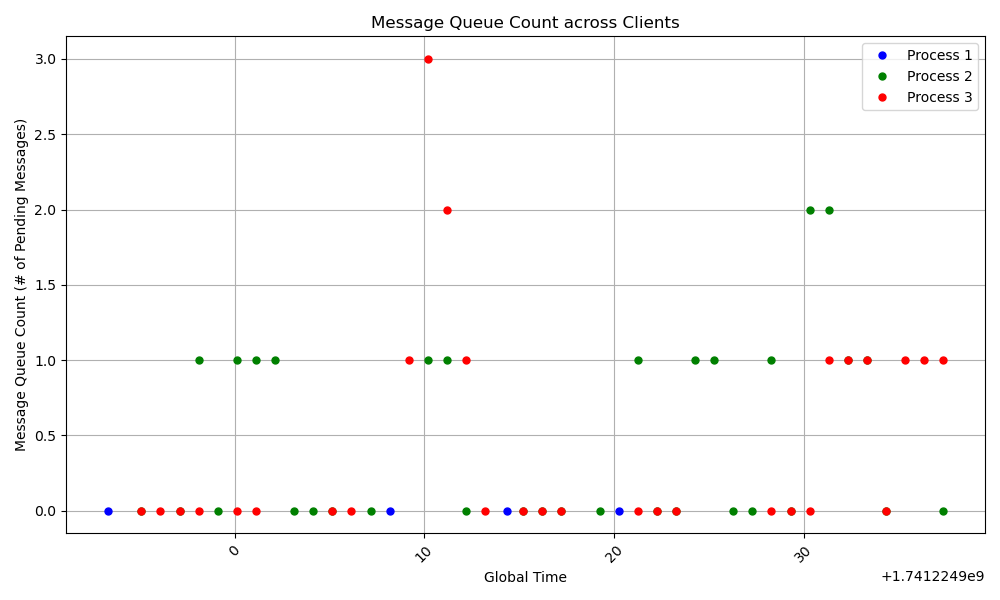 Message Queue Count across Clients
Process 1
Process 2
Process 3
Message Queue Count (# of Pending Messages)
3.0
2.5
2.0
1.5
1.0
0.5
0.0
0
10
20
30
Global Time
+1.7412249e9